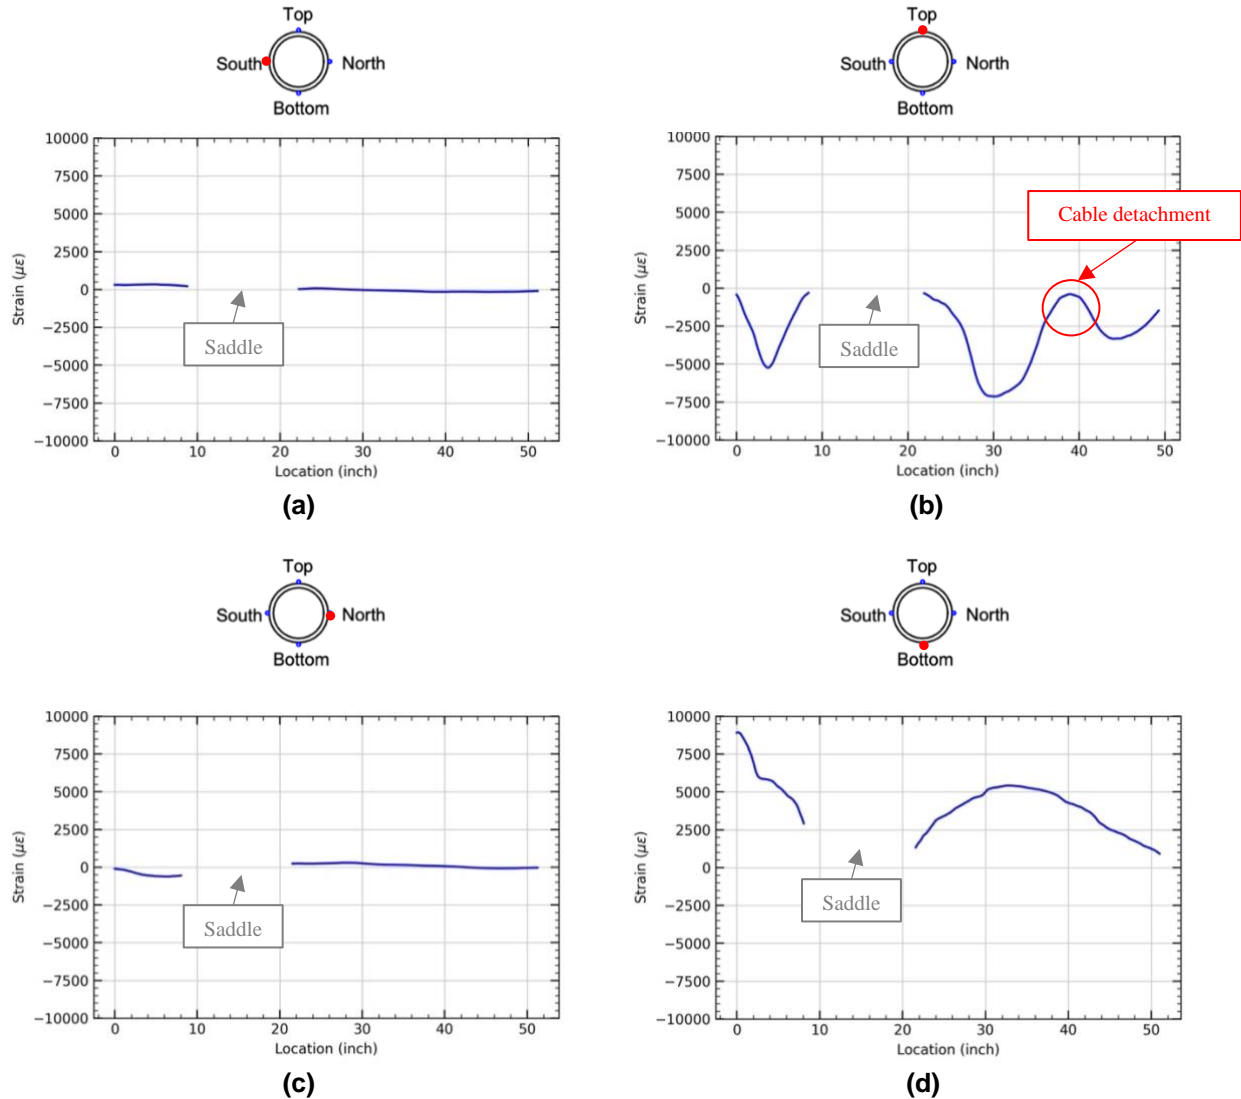 Top
South
North
Bottom
10000
7500
5000
2500
0
−2500
−5000
−7500
−10000
Strain (με)
Saddle
0 10 20 30 40 50
Location (inch)
(a)
Top
South
North
Bottom
10000
7500
5000
2500
0
−2500
−5000
−7500
−10000
Strain (με)
Cable detachment
Saddle
0 10 20 30 40 50
Location (inch)
(b)
Top
South
North
Bottom
10000
7500
5000
2500
0
−2500
−5000
−7500
−10000
Strain (με)
Saddle
0 10 20 30 40 50
Location (inch)
(c)
Top
South
North
Bottom
10000
7500
5000
2500
0
−2500
−5000
−7500
−10000
Strain (με)
Saddle
0 10 20 30 40 50
Location (inch)
(d)